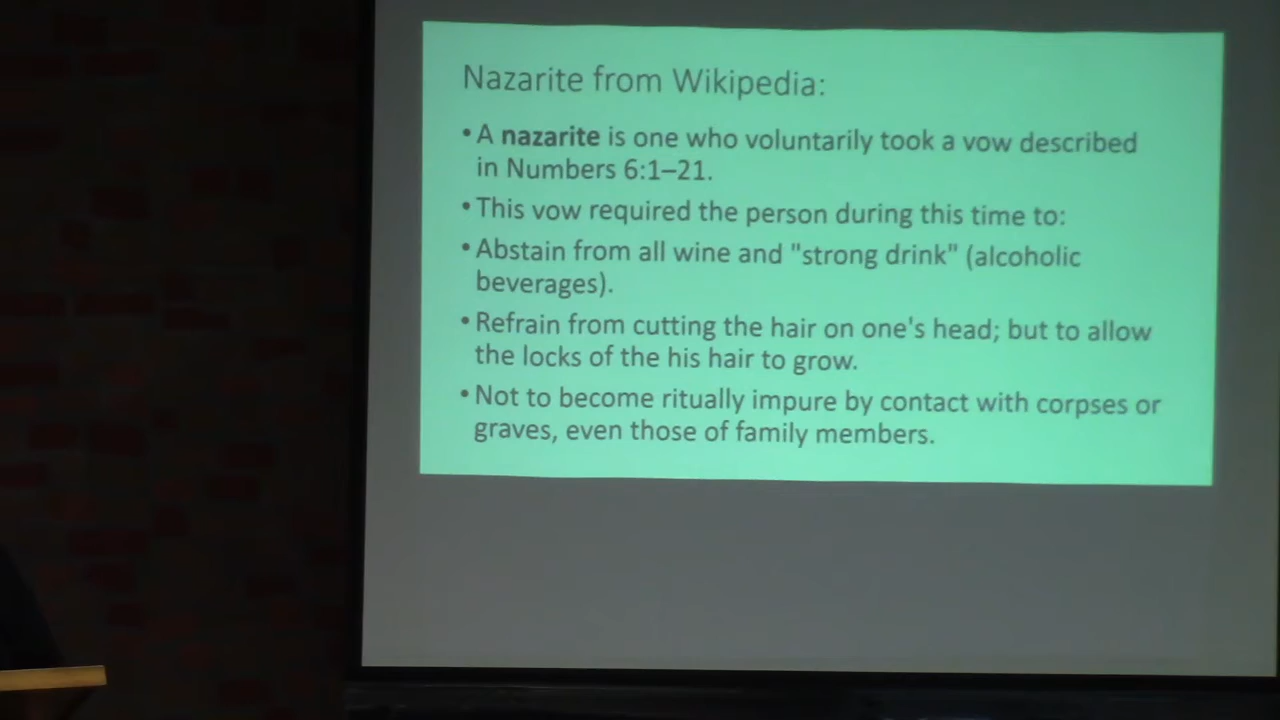 Nazarite from Wikipedia:
• A nazarite is one who voluntarily took a vow described
in Numbers 6:1–21.
• This vow required the person during this time to:
• Abstain from all wine and "strong drink" (alcoholic
beverages).
• Refrain from cutting the hair on one's head; but to allow
the locks of the his hair to grow.
• Not to become ritually impure by contact with corpses or
graves, even those of family members.